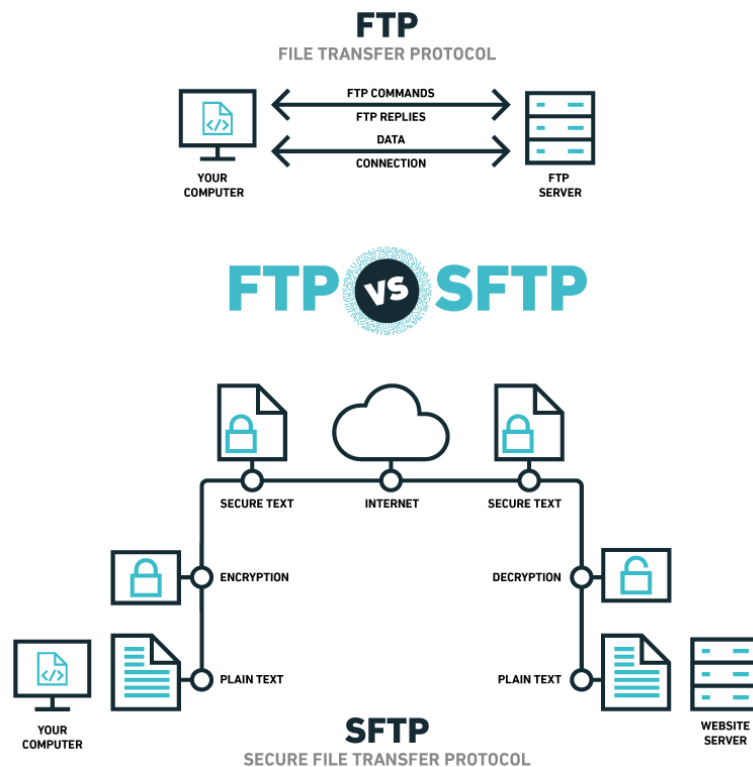 FTP
FILE TRANSFER PROTOCOL
FTP COMMANDS
FTP REPLIES
DATA
CONNECTION
YOUR
COMPUTER
FTP
SERVER
FTP VS SFTP
SECURE TEXT
INTERNET
SECURE TEXT
ENCRYPTION
DECRYPTION
PLAIN TEXT
PLAIN TEXT
YOUR
COMPUTER
WEBSITE
SERVER
SFTP
SECURE FILE TRANSFER PROTOCOL